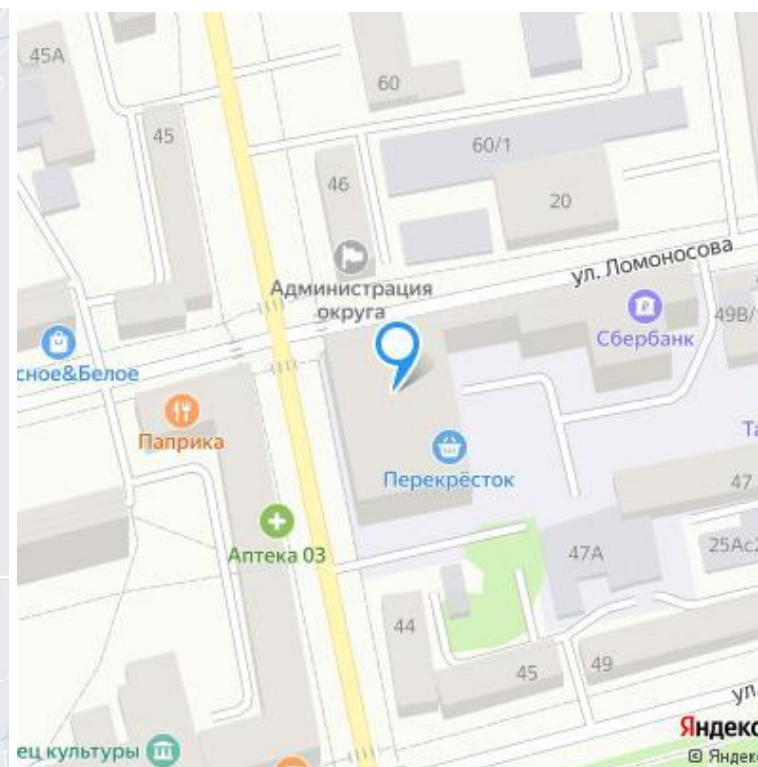 45А
60
45
60/1
46
20
ул. Ломоносова
Администрация
округа
Сбербанк
49В/
сное&Белое
Паприка
Та
Перекрёсток
47
Аптека 03
47А
25Ас2
44
45
49
ул.
Яндекс
ец культуры
© Яндек